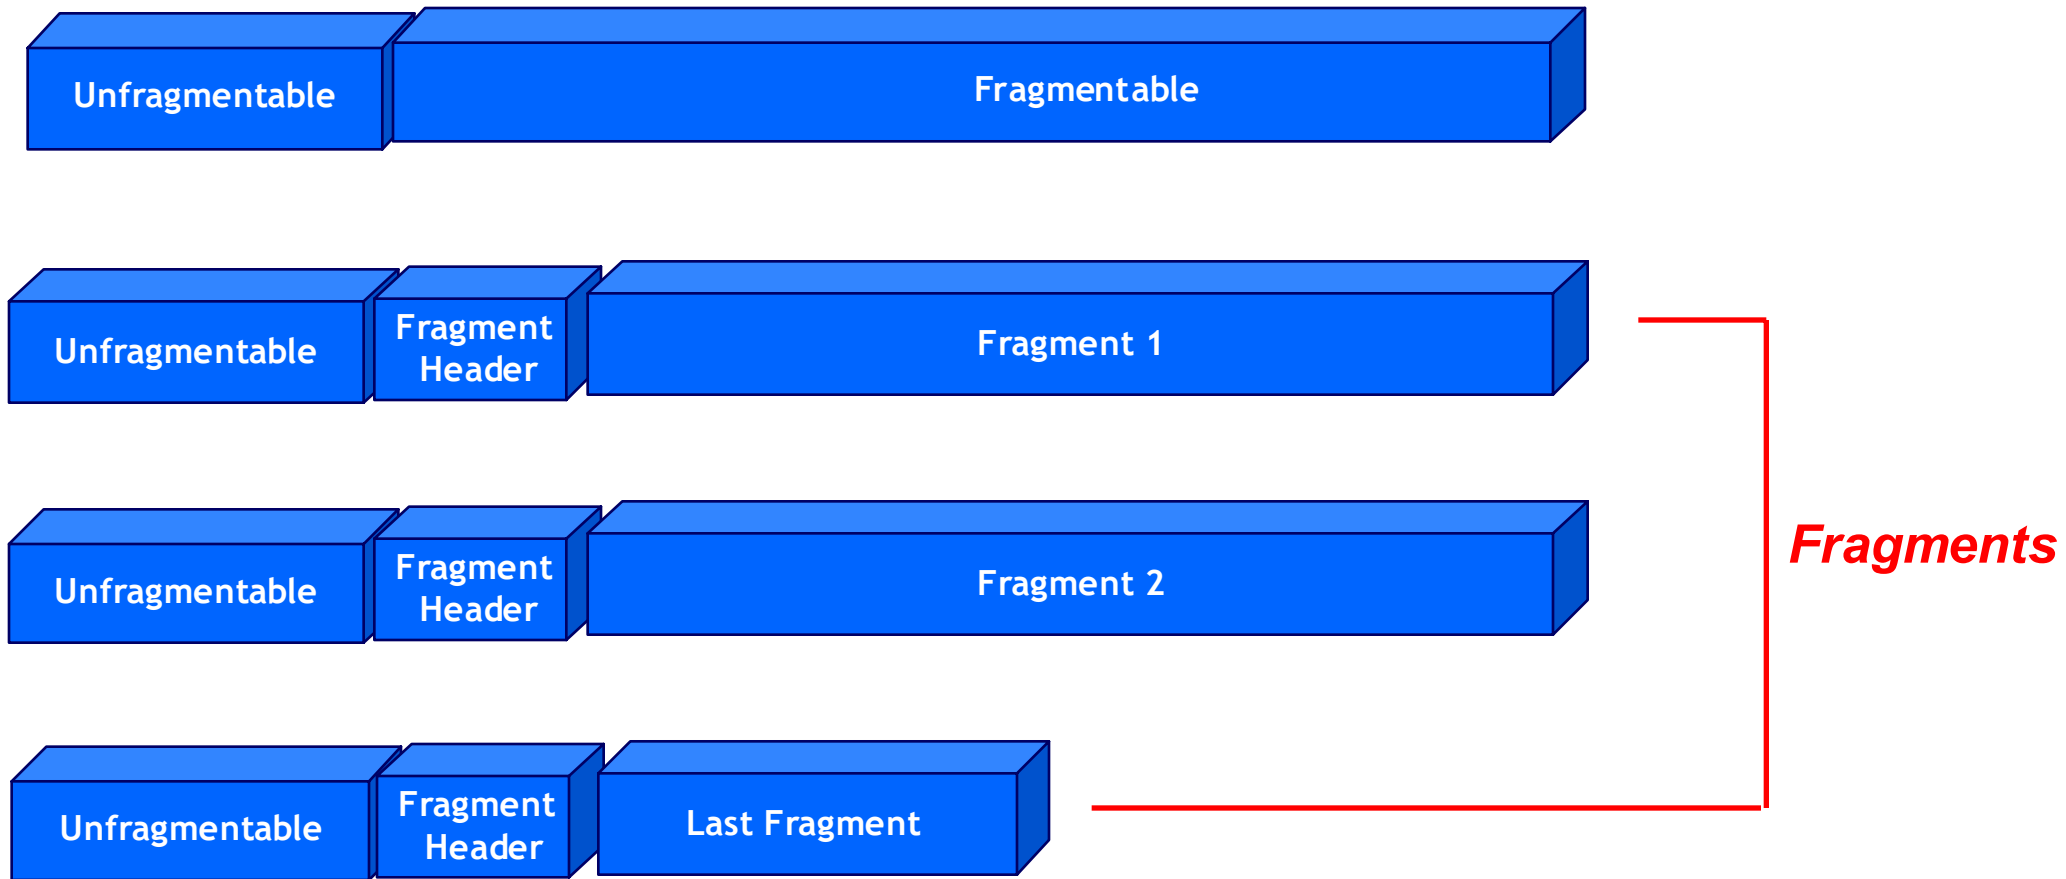 Unfragmentable
Fragmentable
Unfragmentable
Fragment
Header
Fragment 1
Unfragmentable
Fragment
Header
Fragment 2
Fragments
Unfragmentable
Fragment
Header
Last Fragment